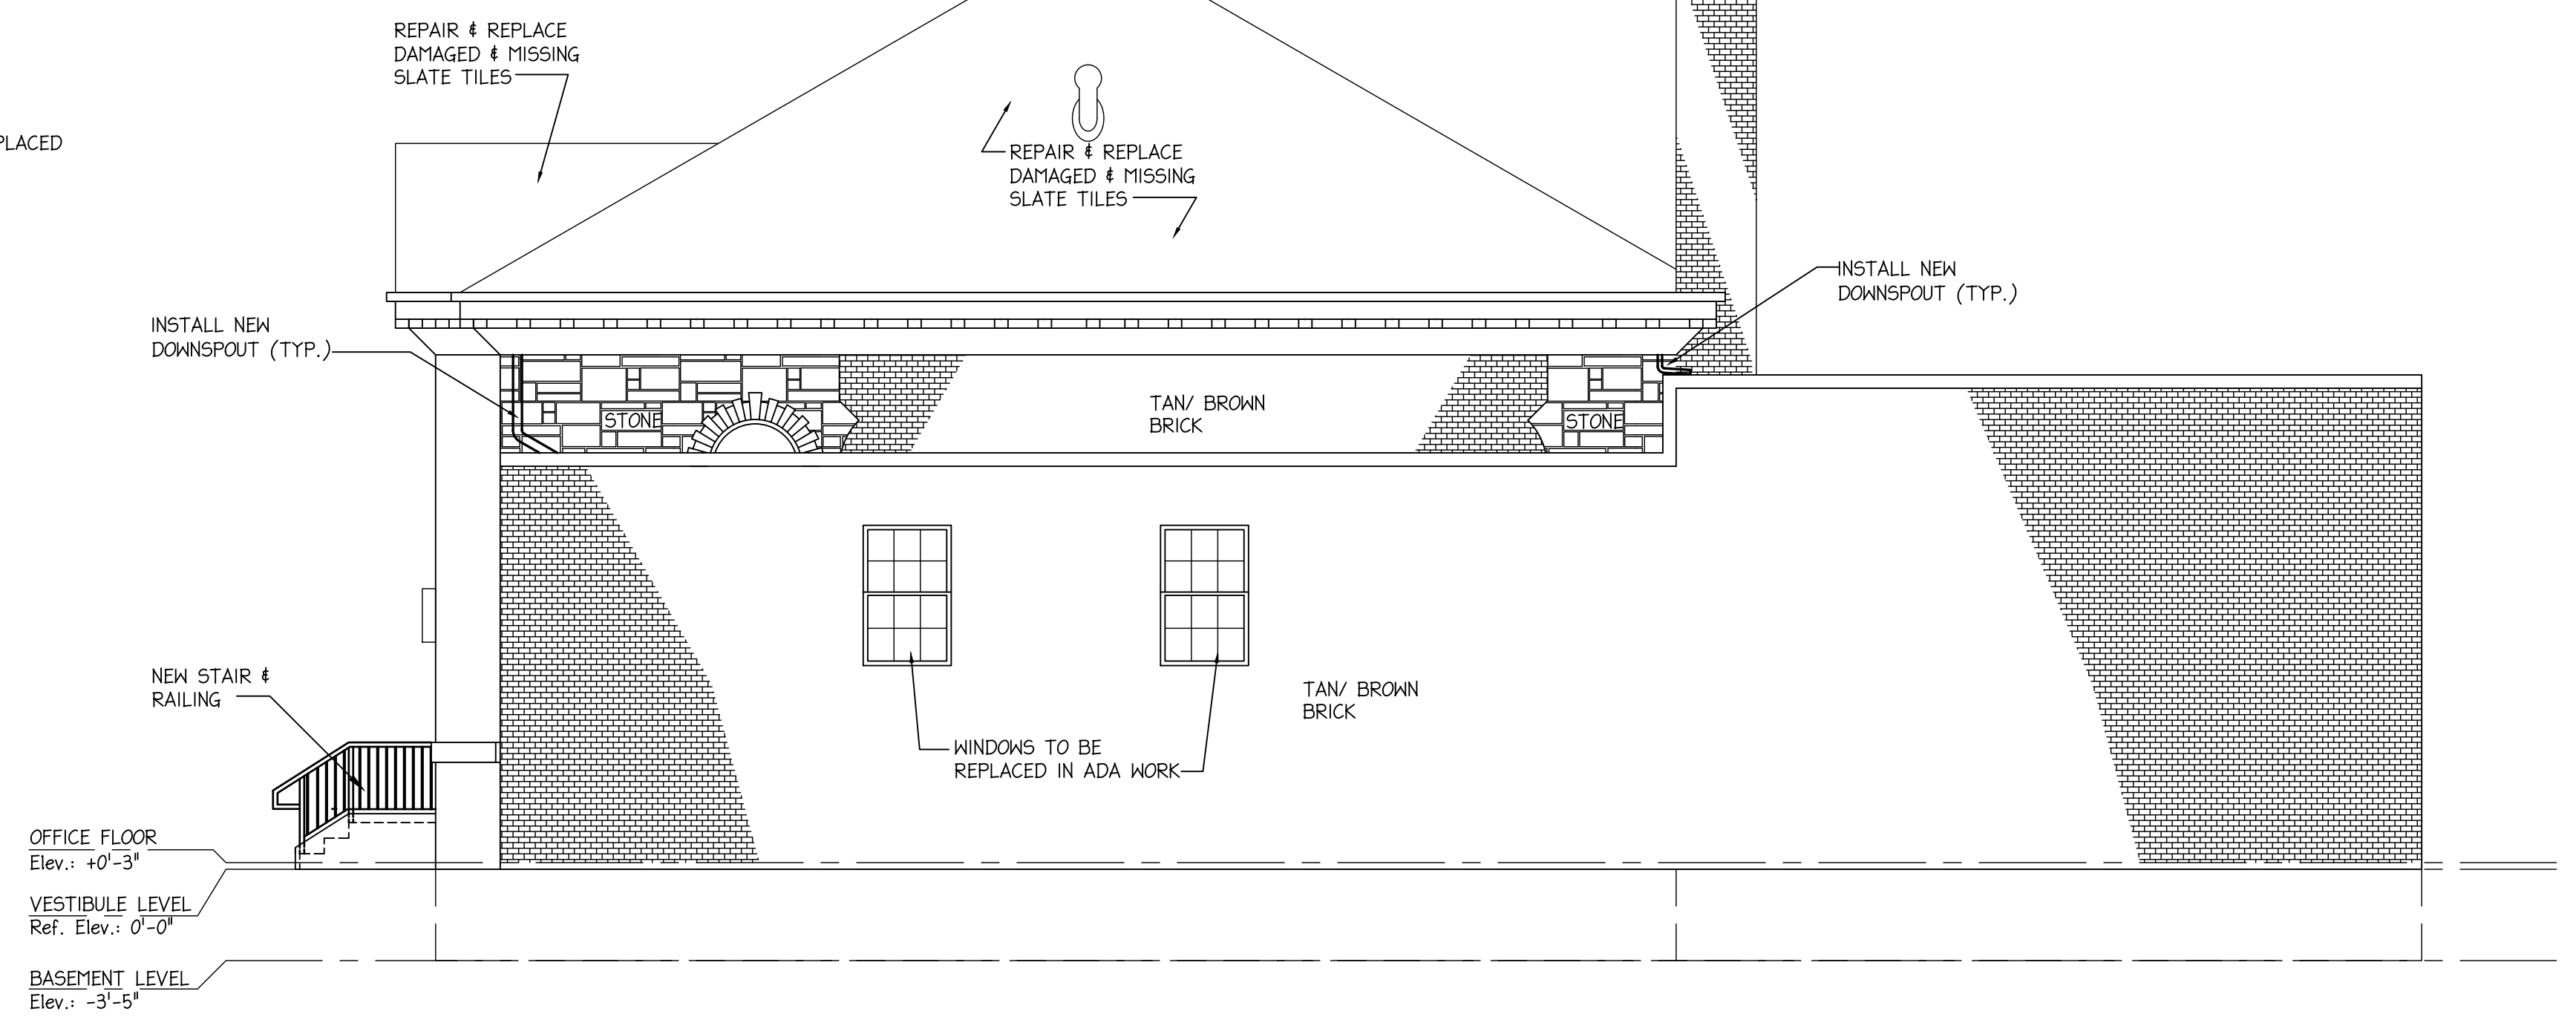 REPAIR & REPLACE
DAMAGED & MISSING
SLATE TILES
PLACED
REPAIR & REPLACE
DAMAGED & MISSING
SLATE TILES
INSTALL NEW
DOWNSPOUT (TYP.)
INSTALL NEW
DOWNSPOUT (TYP.)
STONE
TAN/ BROWN
BRICK
STONE
NEW STAIR &
RAILING
TAN/ BROWN
BRICK
WINDOWS TO BE
REPLACED IN ADA WORK
OFFICE FLOOR
Elev.: +0'-3"
VESTIBULE LEVEL
Ref. Elev.: 0'-0"
BASEMENT LEVEL
Elev.: -3'-5"